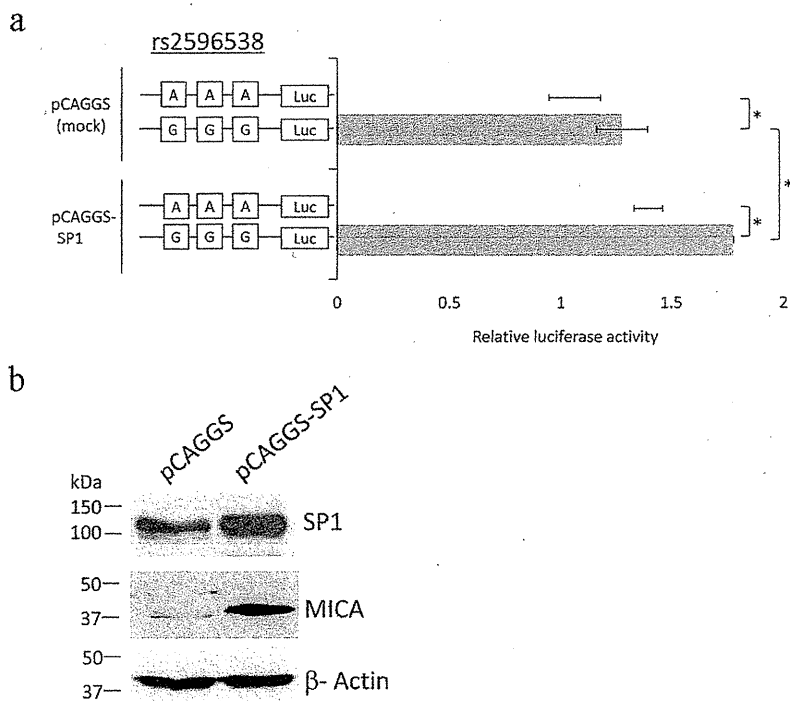 a
rs2596538
pCAGGS
(mock)
A A A Luc
G G G Luc
*
*
pCAGGS-
SP1
A A A Luc
G G G Luc
*
0 0.5 1 1.5 2
Relative luciferase activity
b
pCAGGS
pCAGGS-SP1
kDa
150
100
SP1
50
37
MICA
50
37
β- Actin